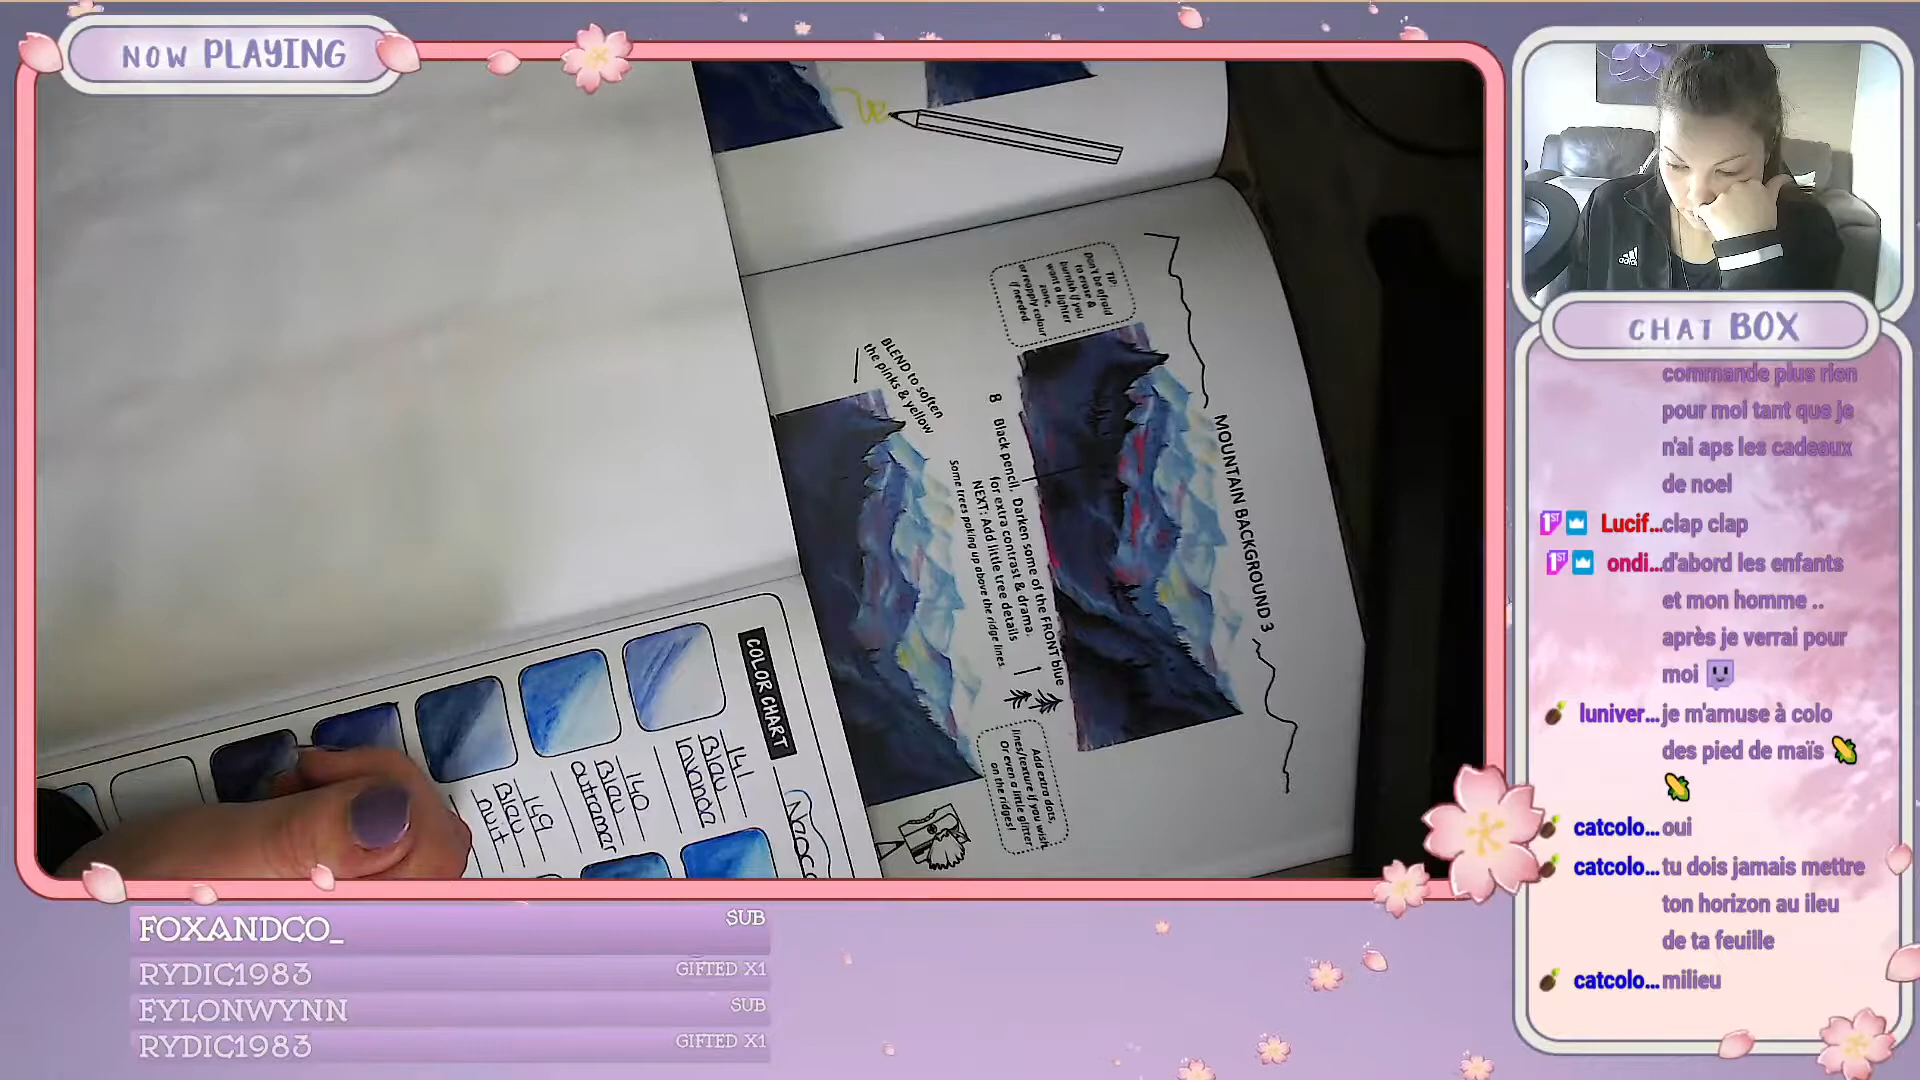 NOW PLAYING
TIP:
Don't be afraid
to erase &
burnish if you
want a lighter
zone,
or reapply colour
if needed.
BLEND to soften
the pinks & yellow
MOUNTAIN BACKGROUND 3
8 Black pencil. Darken some of the FRONT blue
for extra contrast & drama.
NEXT: Add little tree details
Some trees poking up above the ridge lines
Add extra dots,
lines/texture if you wish.
Or even a little glitter
on the ridges!
COLOR CHART
141
Blau
lavande
140
Blau
outramer
149
Blau
nuit
FOXANDCO_ SUB
RYDIC1983 GIFTED X1
EYLONWYNN SUB
RYDIC1983 GIFTED X1
adidas
CHAT BOX
commande plus rien
pour moi tant que je
n'ai aps les cadeaux
de noel
Lucif... clap clap
ondi... d'abord les enfants
et mon homme ..
après je verrai pour
moi
luniver... je m'amuse à colo
des pied de maïs
catcolo... oui
catcolo... tu dois jamais mettre
ton horizon au ileu
de ta feuille
catcolo... milieu